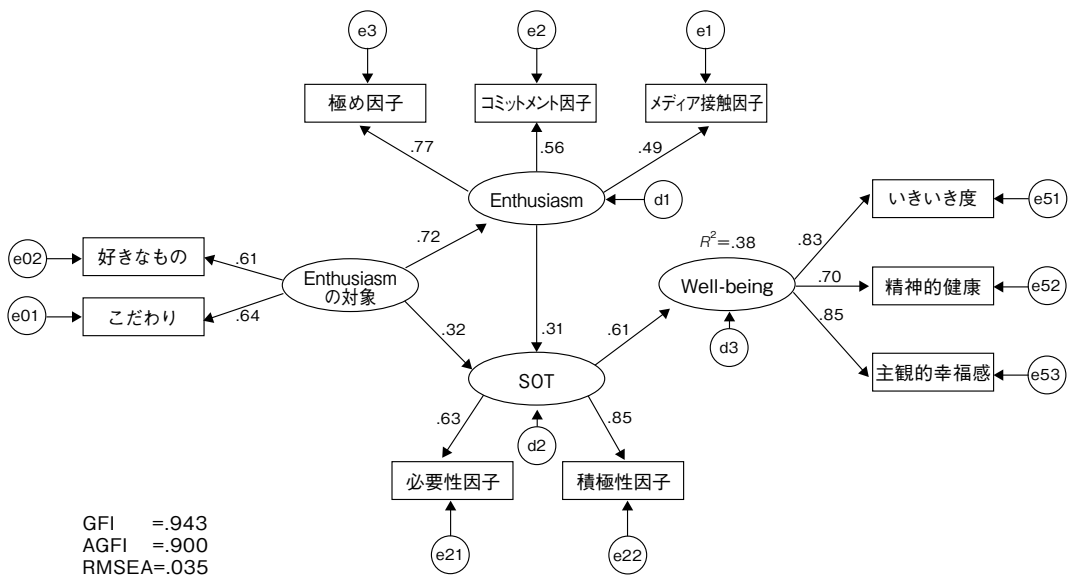 e3
e2
e1
極め因子
コミットメント因子
メディア接触因子
.77
.56
.49
Enthusiasm
d1
いきいき度
e51
e02
好きなもの
.61
.72
R²=.38
.83
Enthusiasm
の対象
Well-being
.70
精神的健康
e52
e01
こだわり
.64
.32
.31
.61
.85
d3
SOT
主観的幸福感
e53
.63
d2
.85
必要性因子
積極性因子
GFI =.943
AGFI =.900
RMSEA=.035
e21
e22